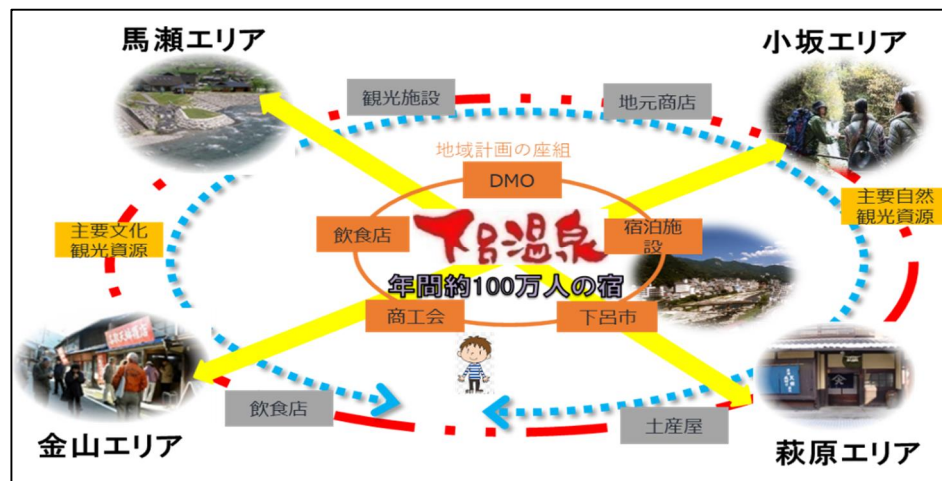 馬瀬エリア
小坂エリア
観光施設
地元商店
地域計画の座組
DMO
主要文化
観光資源
飲食店
下呂温泉
宿泊施
設
主要自然
観光資源
年間約100万人の宿
商工会
下呂市
飲食店
土産屋
金山エリア
萩原エリア